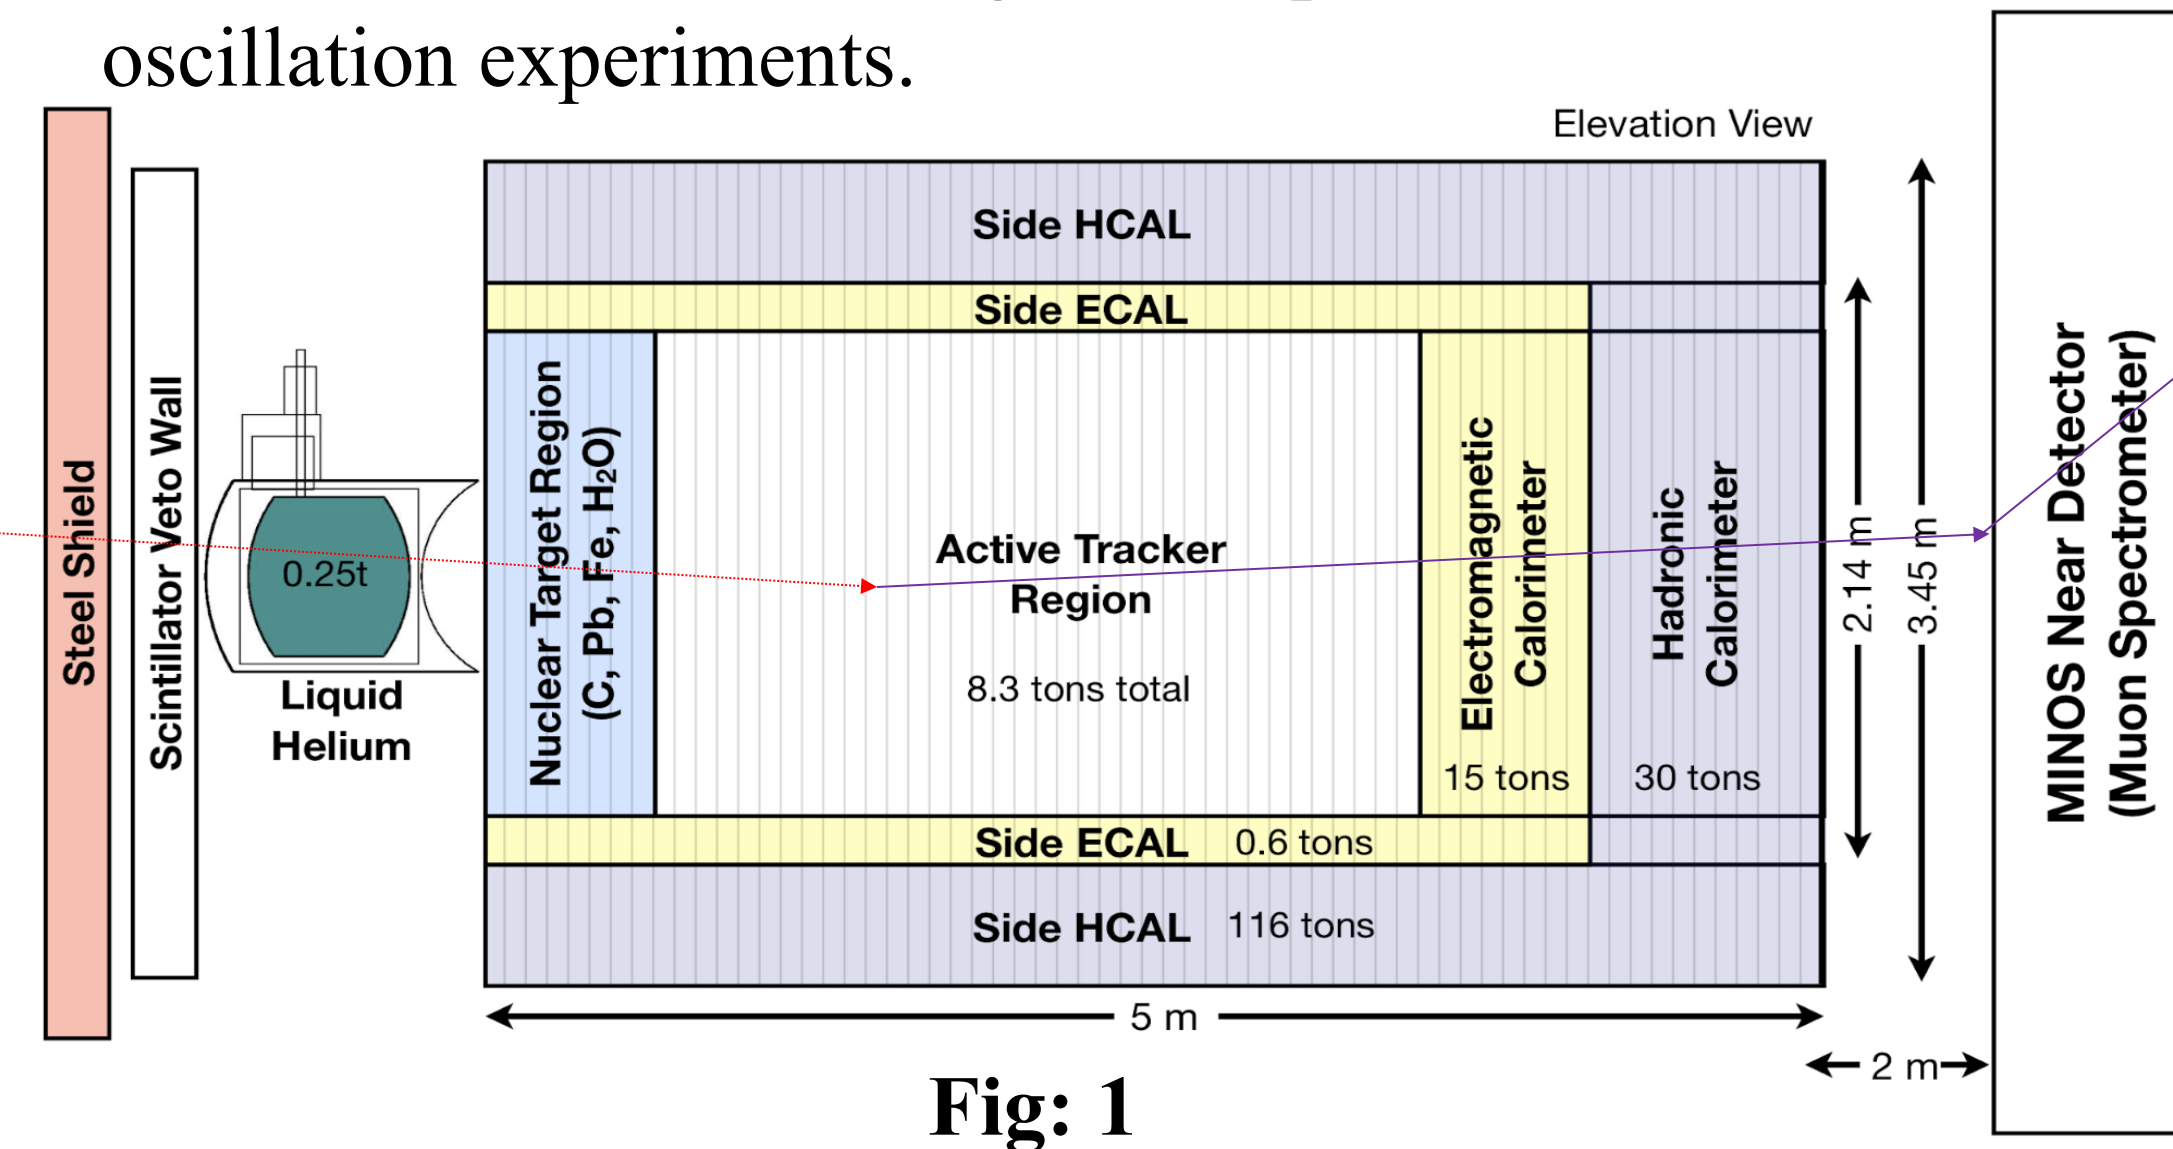 oscillation experiments.
Elevation View
Side HCAL
Side ECAL
Steel Shield
Scintillator Veto Wall
0.25t
Liquid
Helium
Nuclear Target Region
(C, Pb, Fe, H₂O)
Active Tracker
Region
8.3 tons total
Electromagnetic
Calorimeter
15 tons
Hadronic
Calorimeter
30 tons
2.14 m
3.45 m
MINOS Near Detector
(Muon Spectrometer)
Side ECAL 0.6 tons
Side HCAL 116 tons
5 m
2 m
Fig: 1